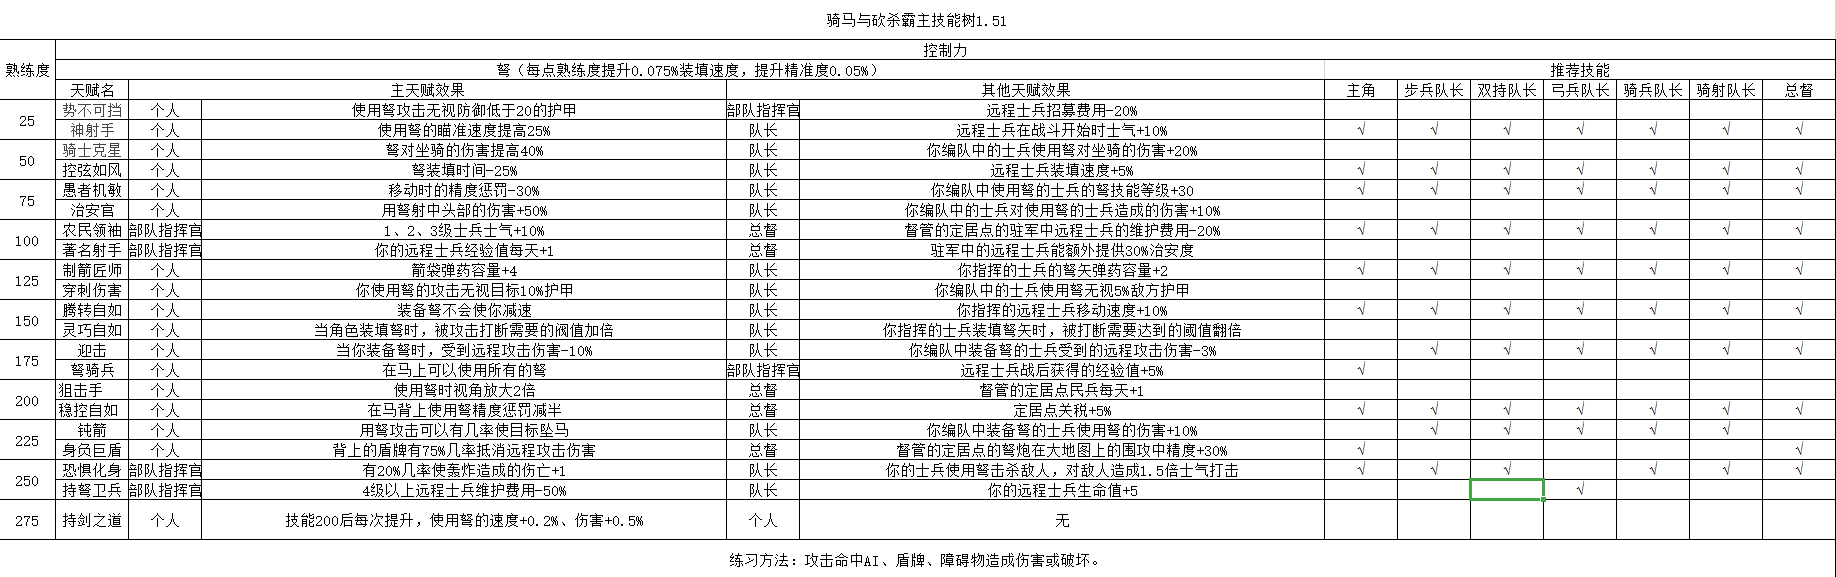 骑马与砍杀霸主技能树1.51
熟练度 控制力
弩（每点熟练度提升0.075%装填速度，提升精准度0.05%） 推荐技能
天赋名 主天赋效果 其他天赋效果 主角 步兵队长 双持队长 弓兵队长 骑兵队长 骑射队长 总督
25 势不可挡 个人 使用弩攻击无视防御低于20的护甲 部队指挥官 远程士兵招募费用-20%
神射手 个人 使用弩的瞄准速度提高25% 队长 远程士兵在战斗开始时士气+10% √ √ √ √ √ √ √
50 骑士克星 个人 弩对坐骑的伤害提高40% 队长 你编队中的士兵使用弩对坐骑的伤害+20%
控弦如风 个人 弩装填时间-25% 队长 远程士兵装填速度+5% √ √ √ √ √ √ √
75 愚者机敏 个人 移动时的精度惩罚-30% 队长 你编队中使用弩的士兵的弩技能等级+30 √ √ √ √ √ √ √
治安官 个人 用弩射中头部的伤害+50% 队长 你编队中的士兵对使用弩的士兵造成的伤害+10%
100 农民领袖 部队指挥官 1、2、3级士兵士气+10% 总督 督管的定居点的驻军中远程士兵的维护费用-20% √ √ √ √ √ √ √
著名射手 部队指挥官 你的远程士兵经验值每天+1 总督 驻军中的远程士兵能额外提供30%治安度
125 制箭匠师 个人 箭袋弹药容量+4 队长 你指挥的士兵的弩矢弹药容量+2 √ √ √ √ √ √ √
穿刺伤害 个人 你使用弩的攻击无视目标10%护甲 队长 你编队中的士兵使用弩无视5%敌方护甲
150 腾转自如 个人 装备弩不会使你减速 队长 你指挥的远程士兵移动速度+10% √ √ √ √ √ √ √
灵巧自如 个人 当角色装填弩时，被攻击打断需要的阀值加倍 队长 你指挥的士兵装填弩矢时，被打断需要达到的阈值翻倍
175 迎击 个人 当你装备弩时，受到远程攻击伤害-10% 队长 你编队中装备弩的士兵受到的远程攻击伤害-3% √ √ √ √ √ √
弩骑兵 个人 在马上可以使用所有的弩 部队指挥官 远程士兵战后获得的经验值+5% √
200 狙击手 个人 使用弩时视角放大2倍 总督 督管的定居点民兵每天+1
稳控自如 个人 在马背上使用弩精度惩罚减半 总督 定居点关税+5% √ √ √ √ √ √ √
225 钝箭 个人 用弩攻击可以有几率使目标坠马 队长 你编队中装备弩的士兵使用弩的伤害+10% √ √ √ √ √
身负巨盾 个人 背上的盾牌有75%几率抵消远程攻击伤害 总督 督管的定居点的弩炮在大地图上的围攻中精度+30% √ √
250 恐惧化身 部队指挥官 有20%几率使轰炸造成的伤亡+1 队长 你的士兵使用弩击杀敌人，对敌人造成1.5倍士气打击 √ √ √ √ √ √
持弩卫兵 部队指挥官 4级以上远程士兵维护费用-50% 队长 你的远程士兵生命值+5 √
275 持剑之道 个人 技能200后每次提升，使用弩的速度+0.2%、伤害+0.5% 个人 无
练习方法：攻击命中AI、盾牌、障碍物造成伤害或破坏。